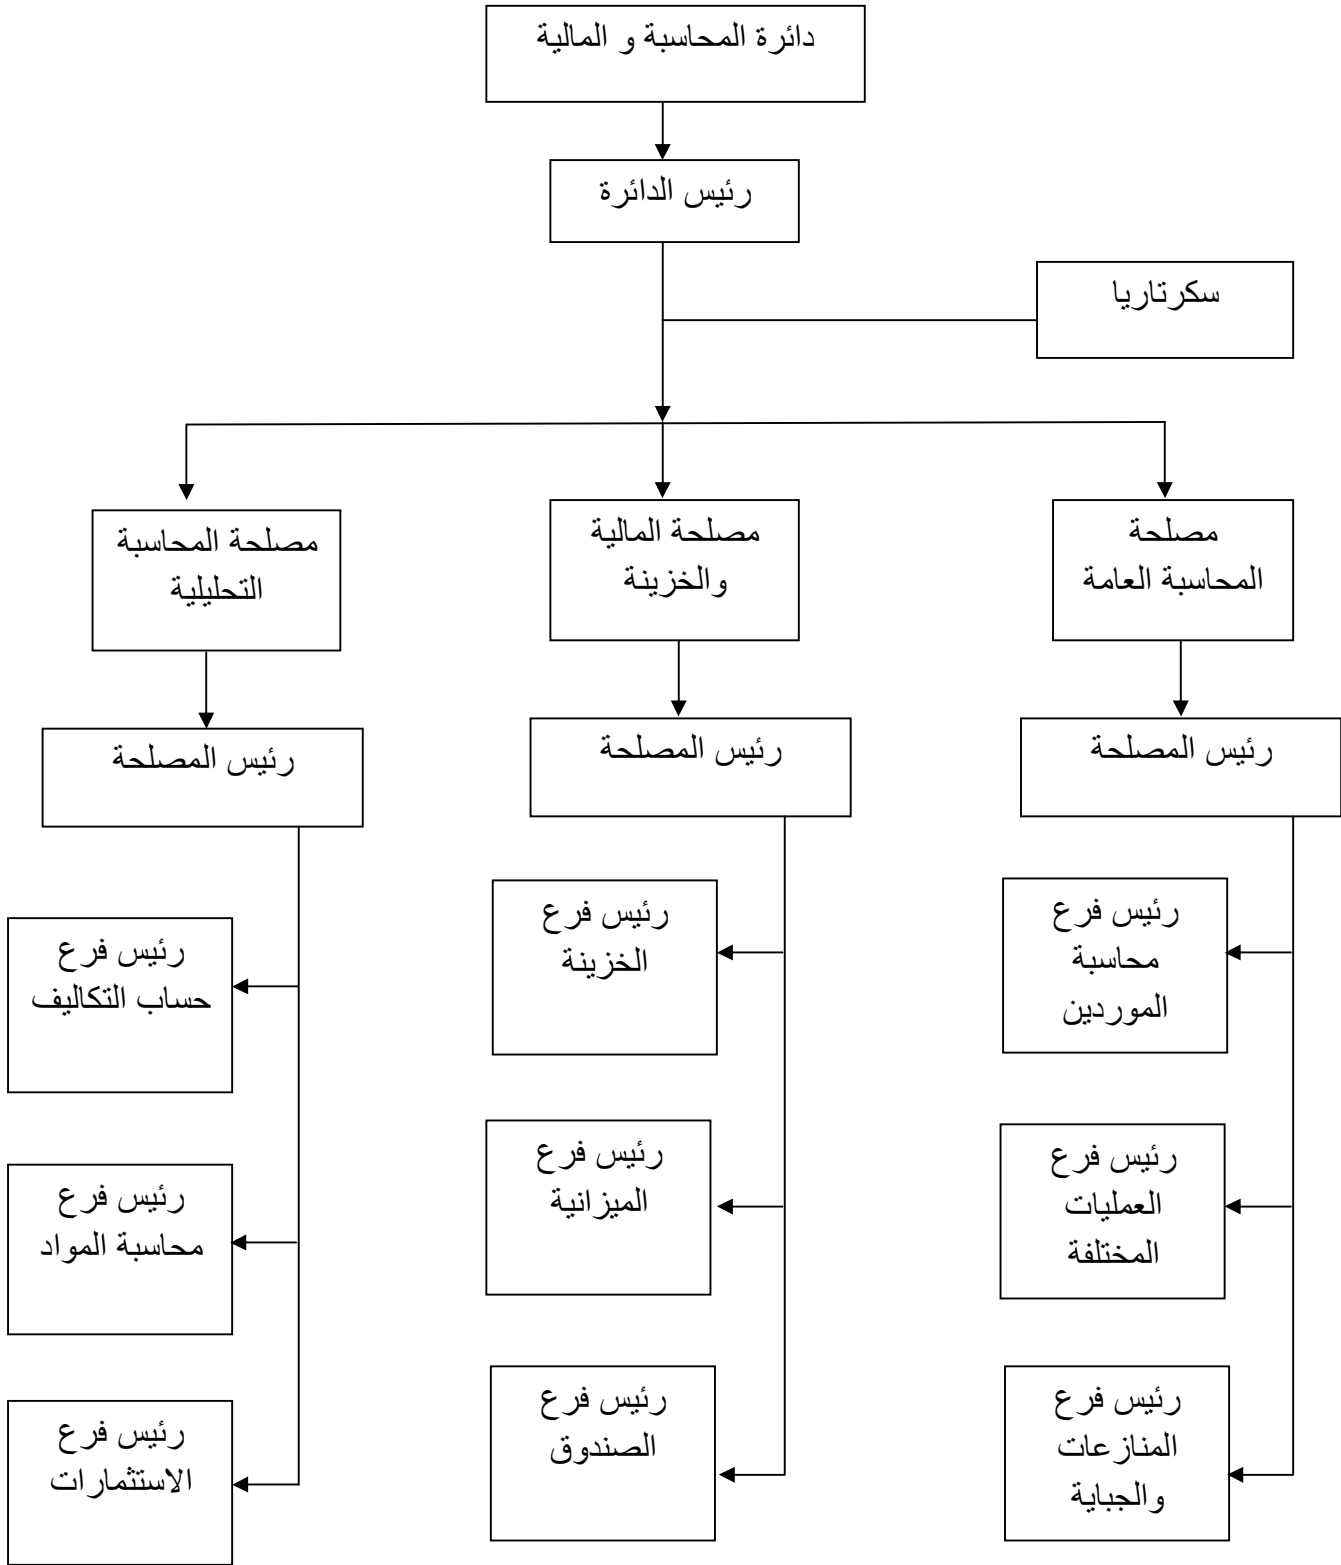 دائرة المحاسبة و المالية
رئيس الدائرة
سكرتاريا
مصلحة
المحاسبة العامة
مصلحة المالية
والخزينة
مصلحة المحاسبة
التحليلية
رئيس المصلحة
رئيس المصلحة
رئيس المصلحة
رئيس فرع
محاسبة
الموردين
رئيس فرع
الخزينة
رئيس فرع
حساب التكاليف
رئيس فرع
العمليات
المختلفة
رئيس فرع
الميزانية
رئيس فرع
محاسبة المواد
رئيس فرع
المنازعات
والجباية
رئيس فرع
الصندوق
رئيس فرع
الاستثمارات